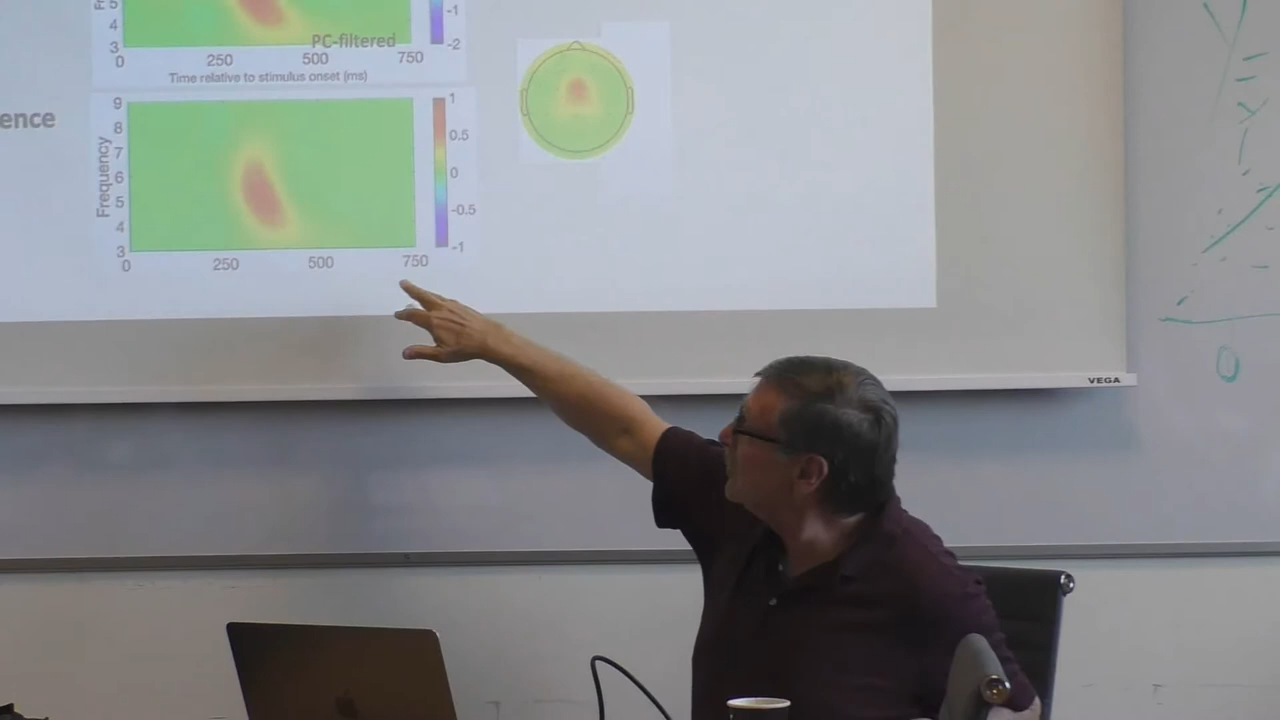 5
4
3
-1
-2
PC-filtered
0 250 500 750
Time relative to stimulus onset (ms)
ence
9
8
7
6
5
4
3
Frequency
1
0.5
0
-0.5
-1
0 250 500 750
VEGA
0